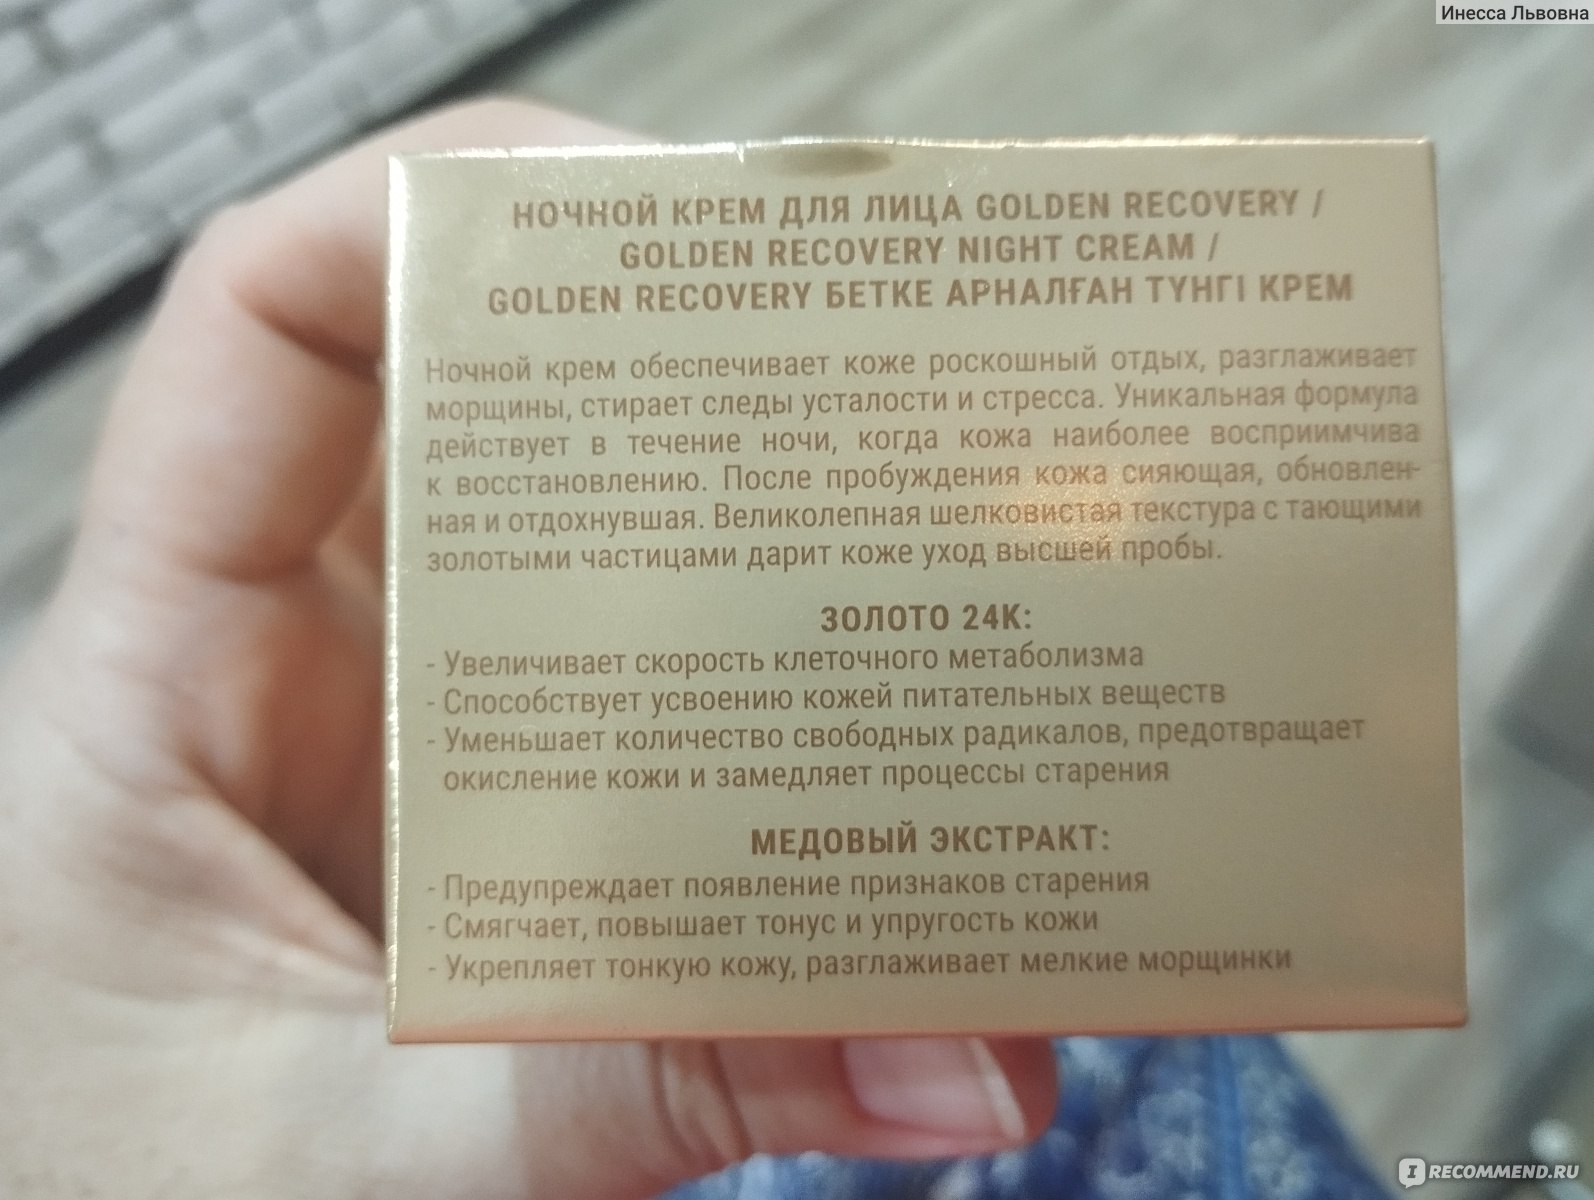 Инесса Львовна
НОЧНОЙ КРЕМ ДЛЯ ЛИЦА GOLDEN RECOVERY /
GOLDEN RECOVERY NIGHT CREAM /
GOLDEN RECOVERY БЕТКЕ АРНАЛҒАН ТҮНГІ КРЕМ
Ночной крем обеспечивает коже роскошный отдых, разглаживает
морщины, стирает следы усталости и стресса. Уникальная формула
действует в течение ночи, когда кожа наиболее восприимчива
к восстановлению. После пробуждения кожа сияющая, обновлен-
ная и отдохнувшая. Великолепная шелковистая текстура с тающими
золотыми частицами дарит коже уход высшей пробы.
ЗОЛОТО 24К:
- Увеличивает скорость клеточного метаболизма
- Способствует усвоению кожей питательных веществ
- Уменьшает количество свободных радикалов, предотвращает
окисление кожи и замедляет процессы старения
МЕДОВЫЙ ЭКСТРАКТ:
- Предупреждает появление признаков старения
- Смягчает, повышает тонус и упругость кожи
- Укрепляет тонкую кожу, разглаживает мелкие морщинки
IRECOMMEND.RU